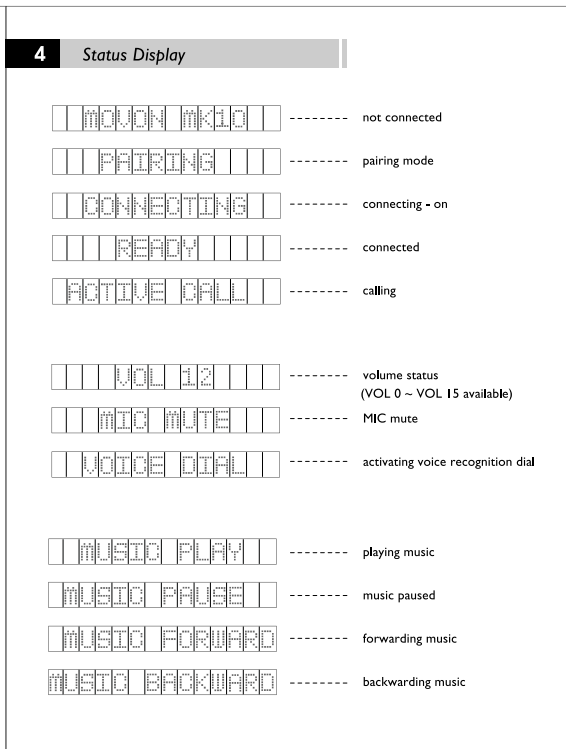 4 Status Display
MOVON MK10 -------- not connected
PAIRING -------- pairing mode
CONNECTING -------- connecting - on
READY -------- connected
ACTIVE CALL -------- calling
VOL 12 -------- volume status
(VOL 0 ~ VOL 15 available)
MIC MUTE -------- MIC mute
VOICE DIAL -------- activating voice recognition dial
MUSIC PLAY -------- playing music
MUSIC PAUSE -------- music paused
MUSIC FORWARD -------- forwarding music
MUSIC BACKWARD -------- backwarding music